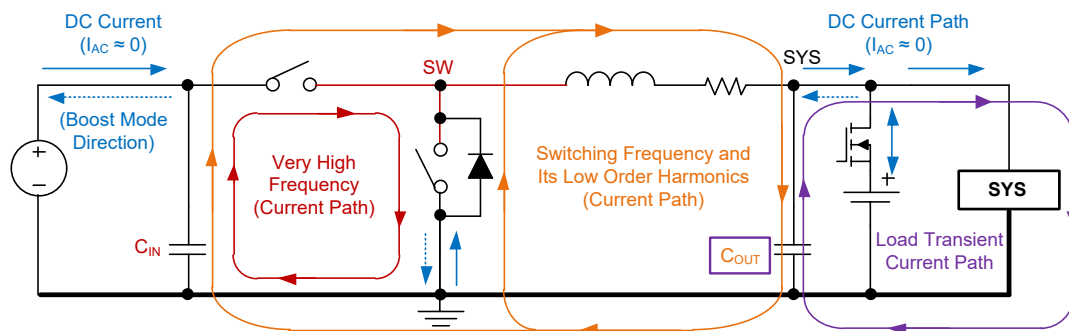 DC Current
(I_AC ≈ 0)
DC Current Path
(I_AC ≈ 0)
SYS
SW
(Boost Mode
Direction)
+
−
Very High
Frequency
(Current Path)
Switching Frequency and
Its Low Order Harmonics
(Current Path)
+
SYS
C_IN
C_OUT
Load Transient
Current Path